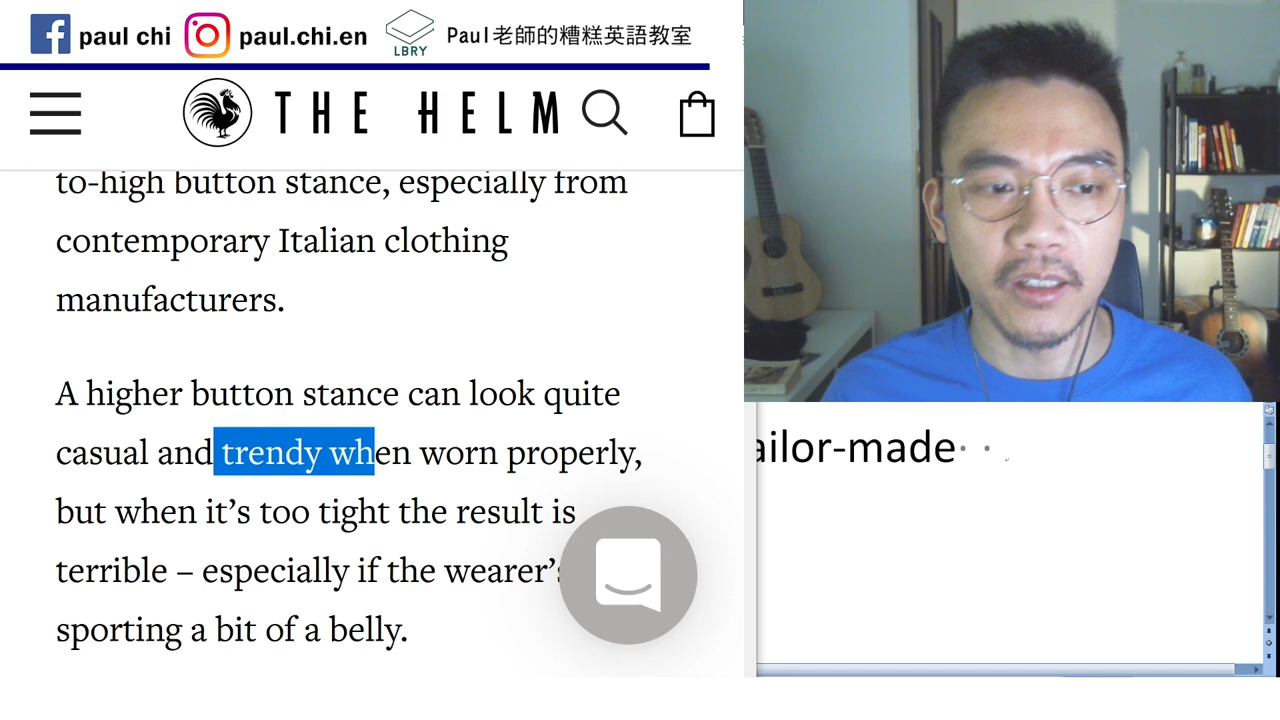 paul chi
paul.chi.en
LBRY
Paul老師的糟糕英語教室
THE HELM
to-high button stance, especially from
contemporary Italian clothing
manufacturers.
A higher button stance can look quite
casual and trendy when worn properly,
but when it’s too tight the result is
terrible – especially if the wearer’s
sporting a bit of a belly.
ailor-made